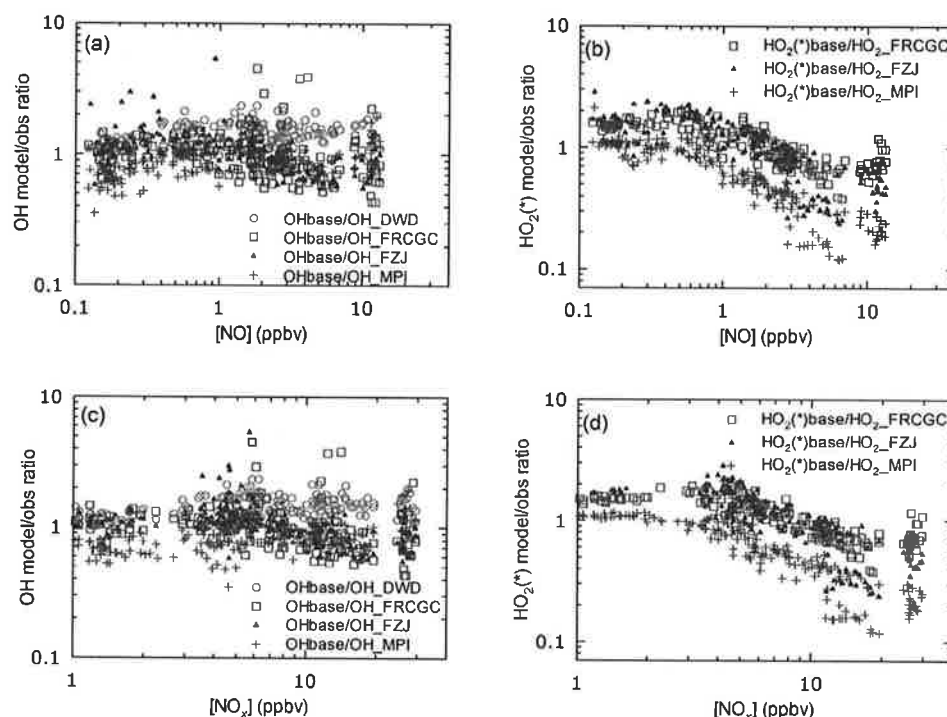 (a)
10
1
0.1
OH model/obs ratio
OHbase/OH_DWD
OHbase/OH_FRCGC
OHbase/OH_FZJ
OHbase/OH_MPI
0.1
1
10
[NO] (ppbv)
(b)
10
1
0.1
HO₂(*) model/obs ratio
HO₂(*)base/HO₂_FRCGC
HO₂(*)base/HO₂_FZJ
HO₂(*)base/HO₂_MPI
0.1
1
10
[NO] (ppbv)
(c)
10
1
0.1
OH model/obs ratio
OHbase/OH_DWD
OHbase/OH_FRCGC
OHbase/OH_FZJ
OHbase/OH_MPI
1
10
[NOₓ] (ppbv)
(d)
10
1
0.1
HO₂(*) model/obs ratio
HO₂(*)base/HO₂_FRCGC
HO₂(*)base/HO₂_FZJ
HO₂(*)base/HO₂_MPI
1
10
[NOₓ] (ppbv)